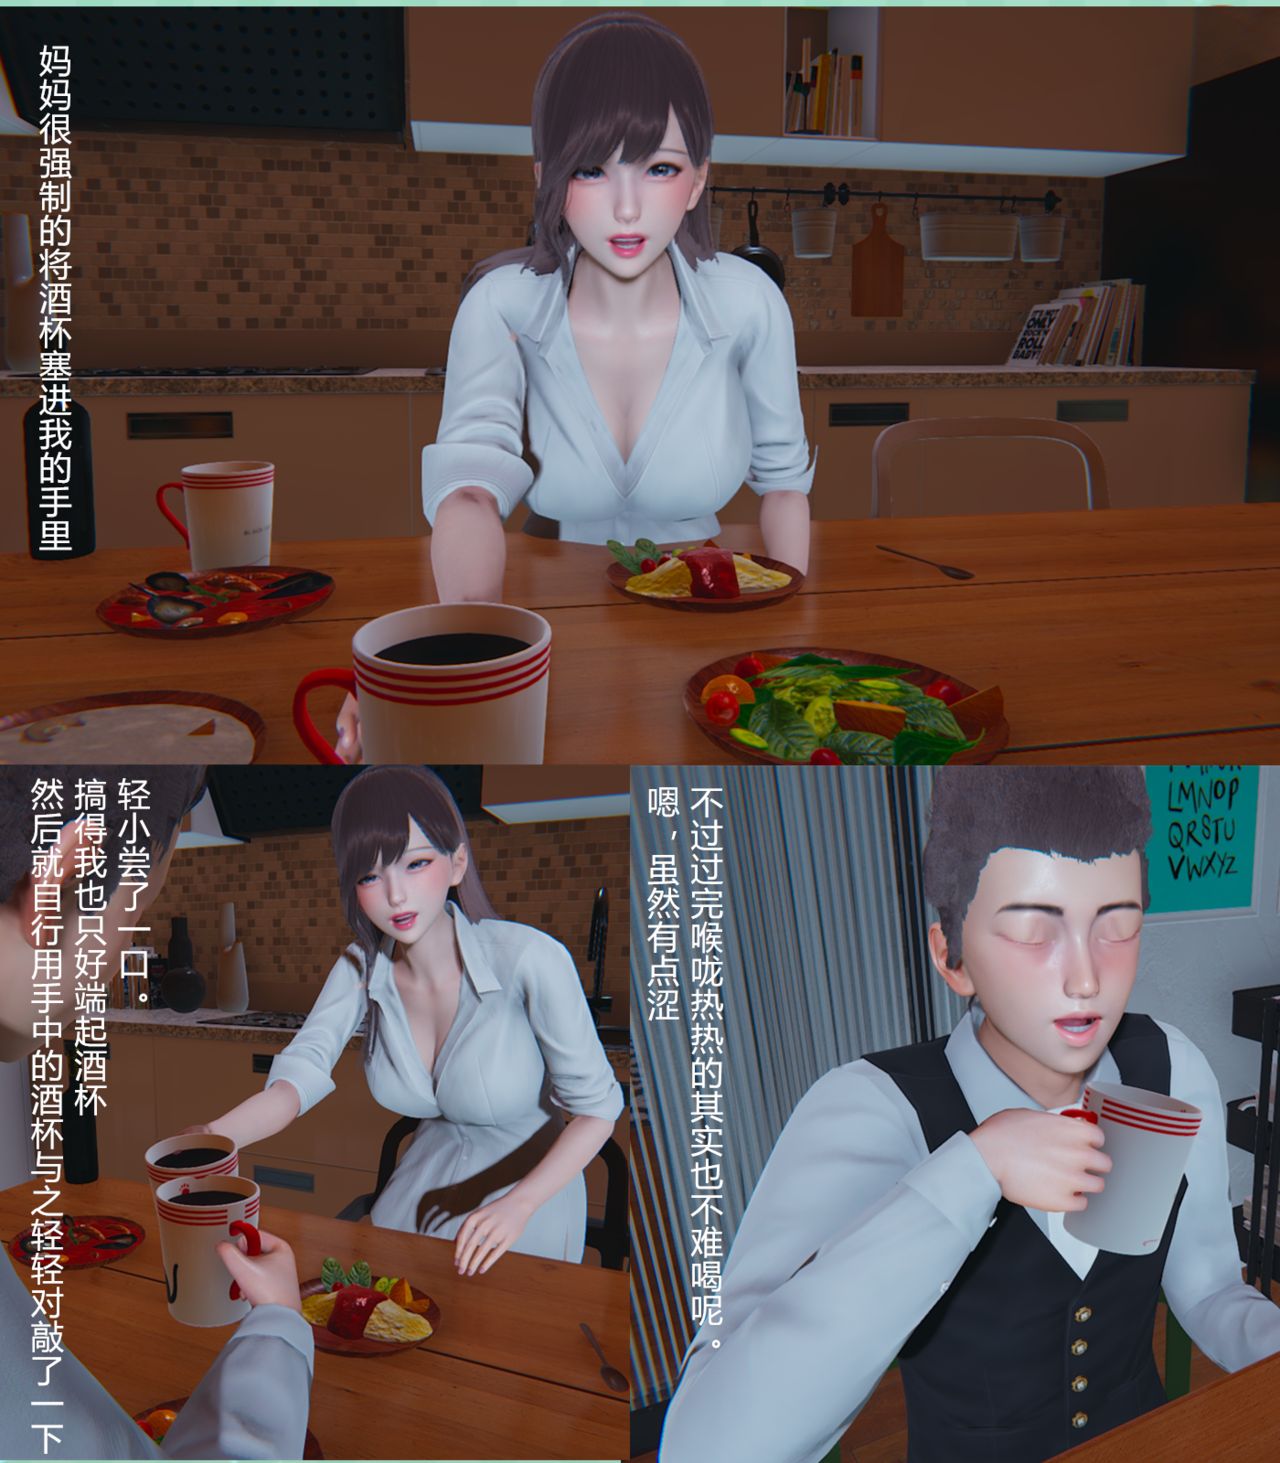 妈妈很强制的将酒杯塞进我的手里
IT'S NOT
ONLY
ROCK'N
ROLL
BABY!
然后就自行用手中的酒杯与之轻轻对敲了一下
搞得我也只好端起酒杯
轻小尝了一口。
嗯，虽然有点涩
不过过完喉咙热热的其实也不难喝呢。
LMNOP
QRSTU
VWXYZ